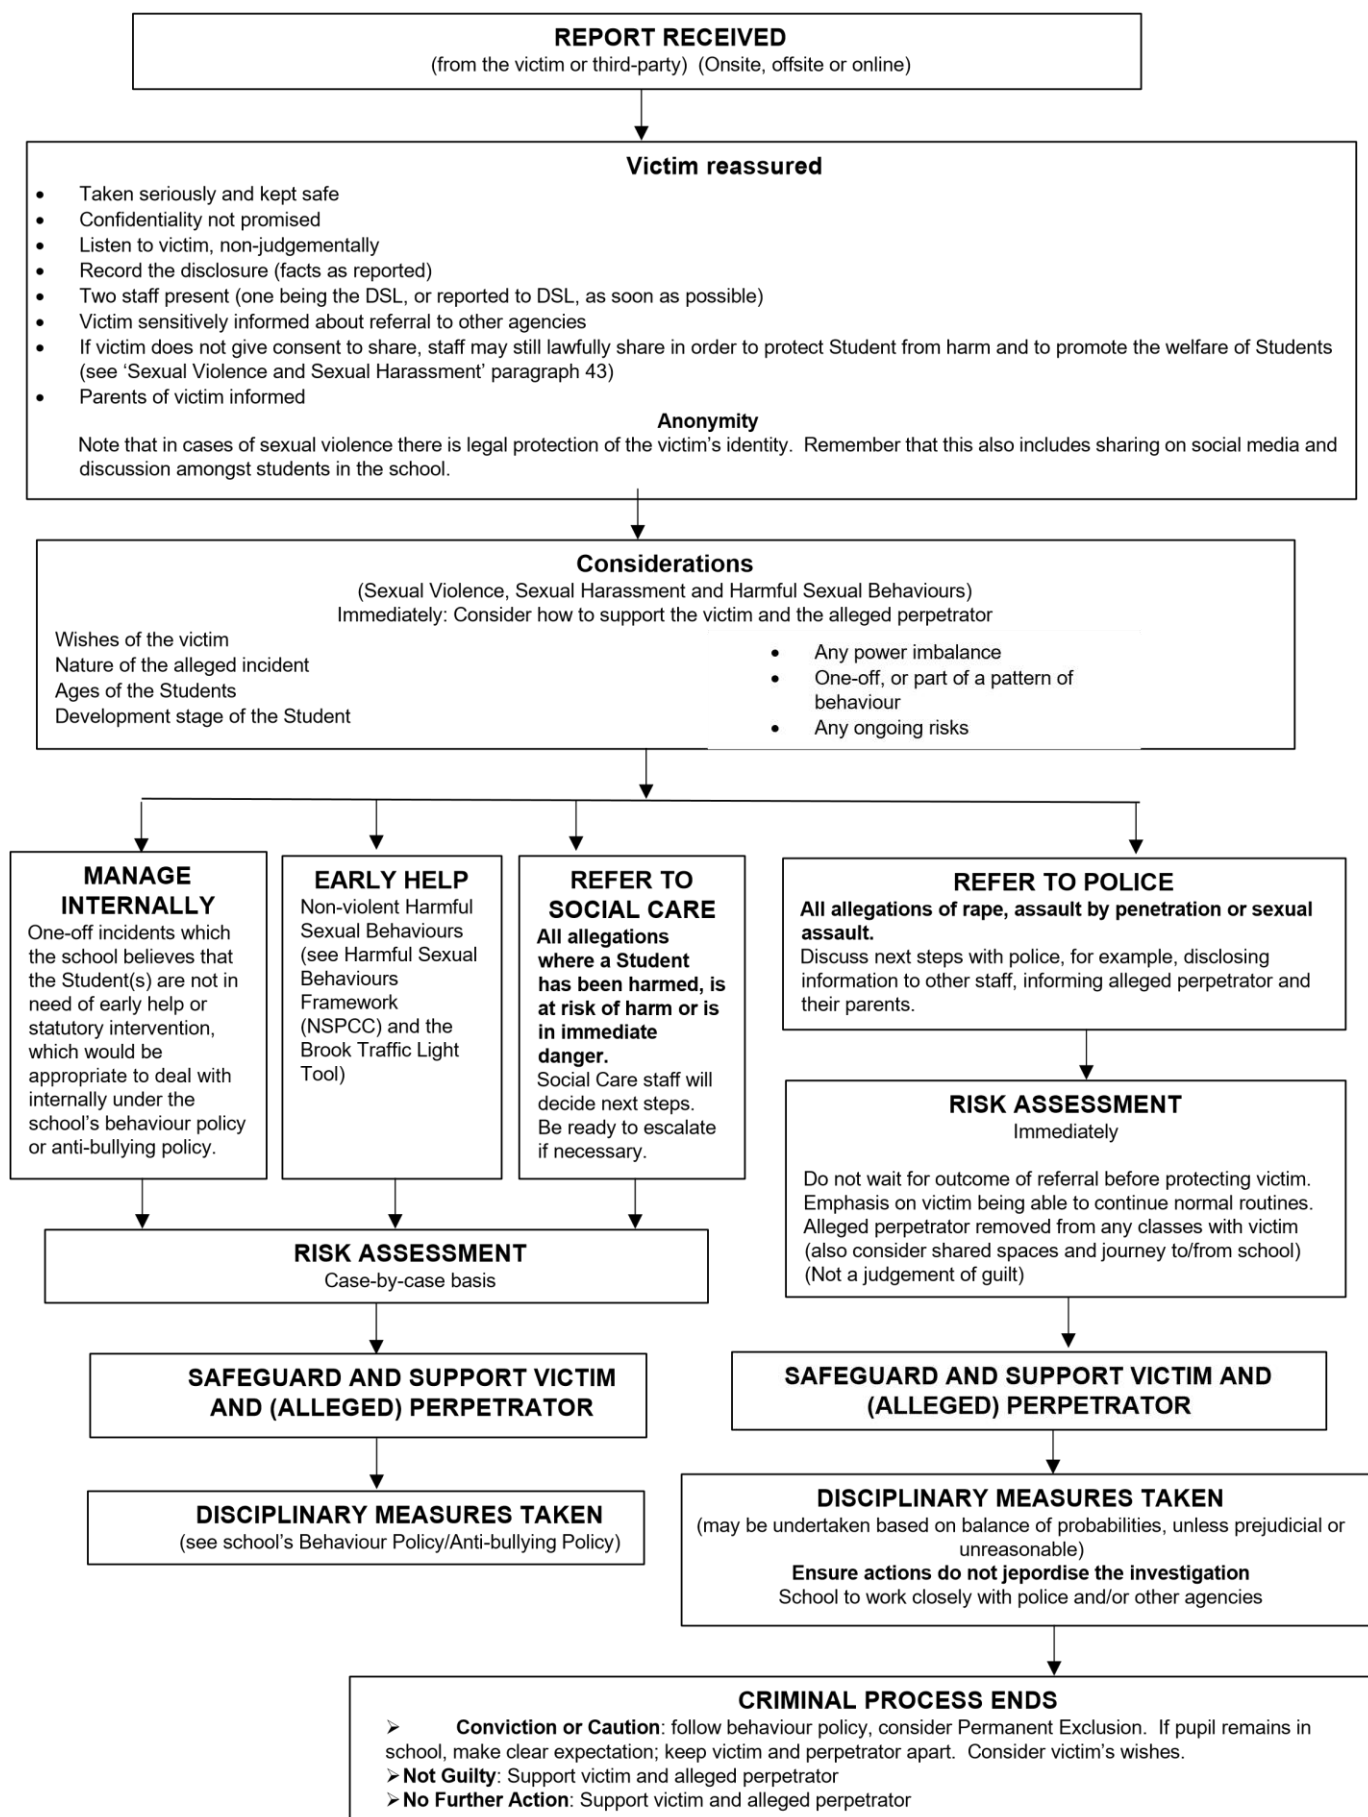 REPORT RECEIVED
(from the victim or third-party)  (Onsite, offsite or online)
Victim reassured
• Taken seriously and kept safe
• Confidentiality not promised
• Listen to victim, non-judgementally
• Record the disclosure (facts as reported)
• Two staff present (one being the DSL, or reported to DSL, as soon as possible)
• Victim sensitively informed about referral to other agencies
• If victim does not give consent to share, staff may still lawfully share in order to protect Student from harm and to promote the welfare of Students
(see ‘Sexual Violence and Sexual Harassment’ paragraph 43)
• Parents of victim informed
Anonymity
Note that in cases of sexual violence there is legal protection of the victim’s identity.  Remember that this also includes sharing on social media and
discussion amongst students in the school.
Considerations
(Sexual Violence, Sexual Harassment and Harmful Sexual Behaviours)
Immediately: Consider how to support the victim and the alleged perpetrator
Wishes of the victim
Nature of the alleged incident
Ages of the Students
Development stage of the Student
• Any power imbalance
• One-off, or part of a pattern of
behaviour
• Any ongoing risks
MANAGE
INTERNALLY
One-off incidents which
the school believes that
the Student(s) are not in
need of early help or
statutory intervention,
which would be
appropriate to deal with
internally under the
school’s behaviour policy
or anti-bullying policy.
EARLY HELP
Non-violent Harmful
Sexual Behaviours
(see Harmful Sexual
Behaviours
Framework
(NSPCC) and the
Brook Traffic Light
Tool)
REFER TO
SOCIAL CARE
All allegations
where a Student
has been harmed, is
at risk of harm or is
in immediate
danger.
Social Care staff will
decide next steps.
Be ready to escalate
if necessary.
REFER TO POLICE
All allegations of rape, assault by penetration or sexual
assault.
Discuss next steps with police, for example, disclosing
information to other staff, informing alleged perpetrator and
their parents.
RISK ASSESSMENT
Case-by-case basis
SAFEGUARD AND SUPPORT VICTIM
AND (ALLEGED) PERPETRATOR
DISCIPLINARY MEASURES TAKEN
(see school’s Behaviour Policy/Anti-bullying Policy)
RISK ASSESSMENT
Immediately
Do not wait for outcome of referral before protecting victim.
Emphasis on victim being able to continue normal routines.
Alleged perpetrator removed from any classes with victim
(also consider shared spaces and journey to/from school)
(Not a judgement of guilt)
SAFEGUARD AND SUPPORT VICTIM AND
(ALLEGED) PERPETRATOR
DISCIPLINARY MEASURES TAKEN
(may be undertaken based on balance of probabilities, unless prejudicial or
unreasonable)
Ensure actions do not jepordise the investigation
School to work closely with police and/or other agencies
CRIMINAL PROCESS ENDS
➢ Conviction or Caution: follow behaviour policy, consider Permanent Exclusion.  If pupil remains in
school, make clear expectation; keep victim and perpetrator apart.  Consider victim’s wishes.
➢ Not Guilty: Support victim and alleged perpetrator
➢ No Further Action: Support victim and alleged perpetrator